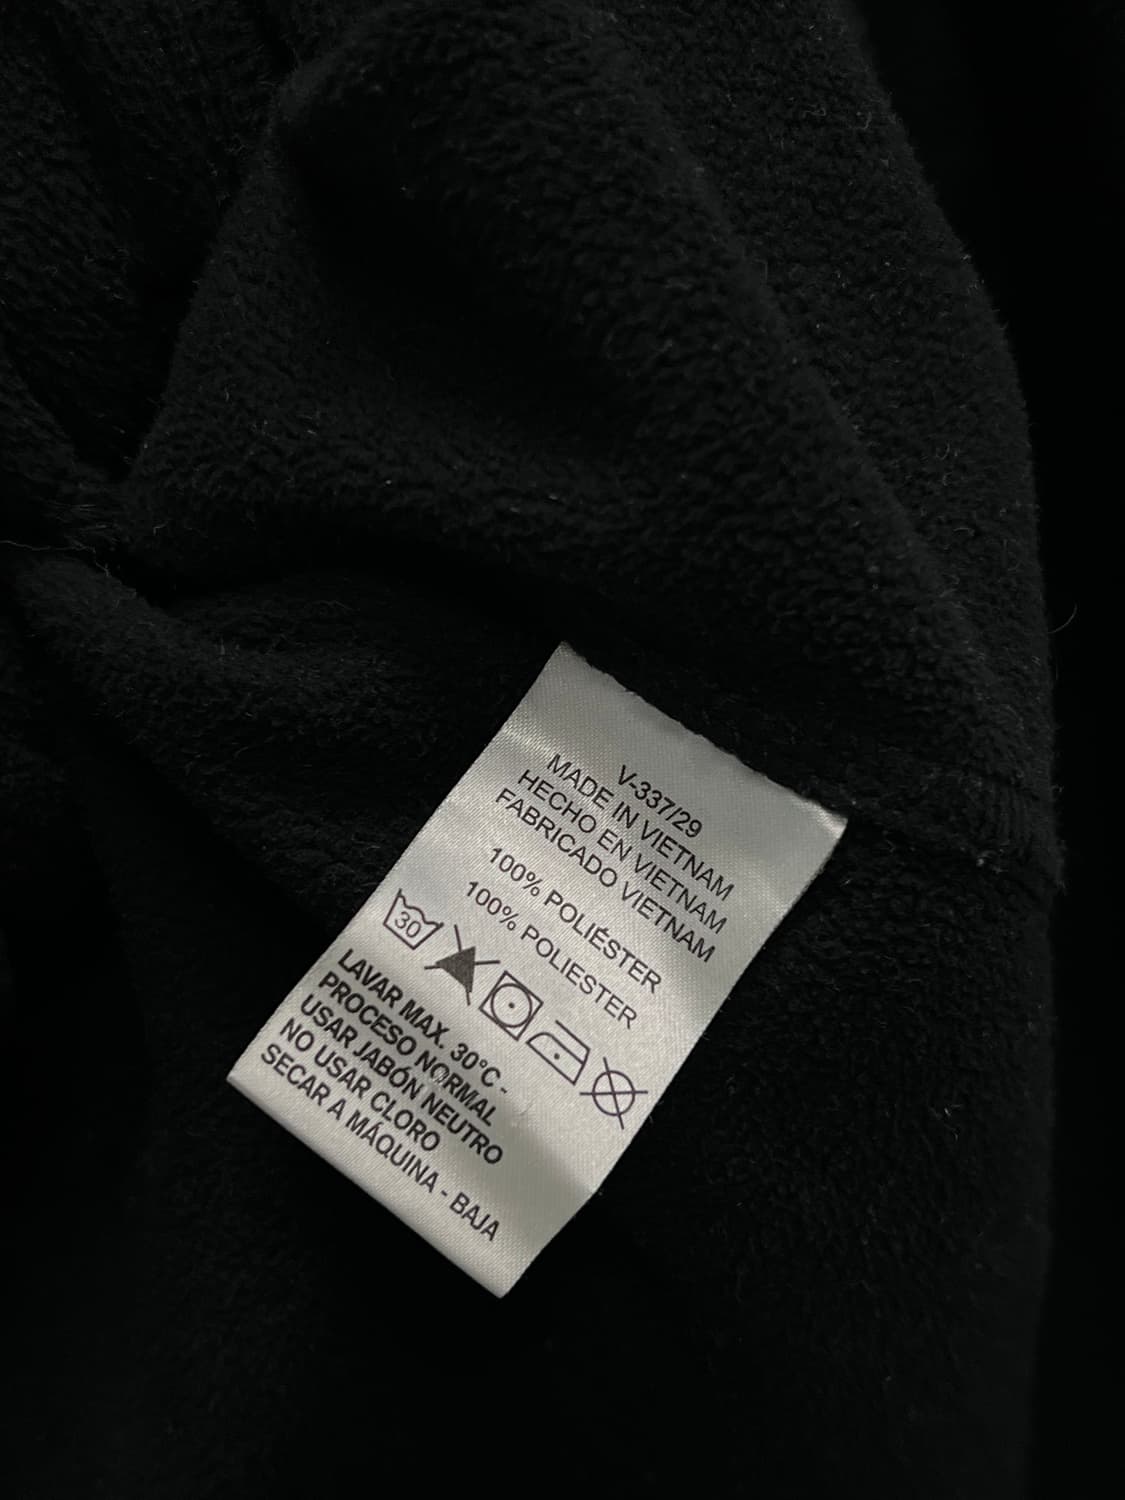 V-337/29
MADE IN VIETNAM
HECHO EN VIETNAM
FABRICADO VIETNAM
100% POLIÉSTER
100% POLIESTER
30
LAVAR MAX. 30°C -
PROCESO NORMAL
USAR JABÓN NEUTRO
NO USAR CLORO
SECAR A MÁQUINA - BAJA